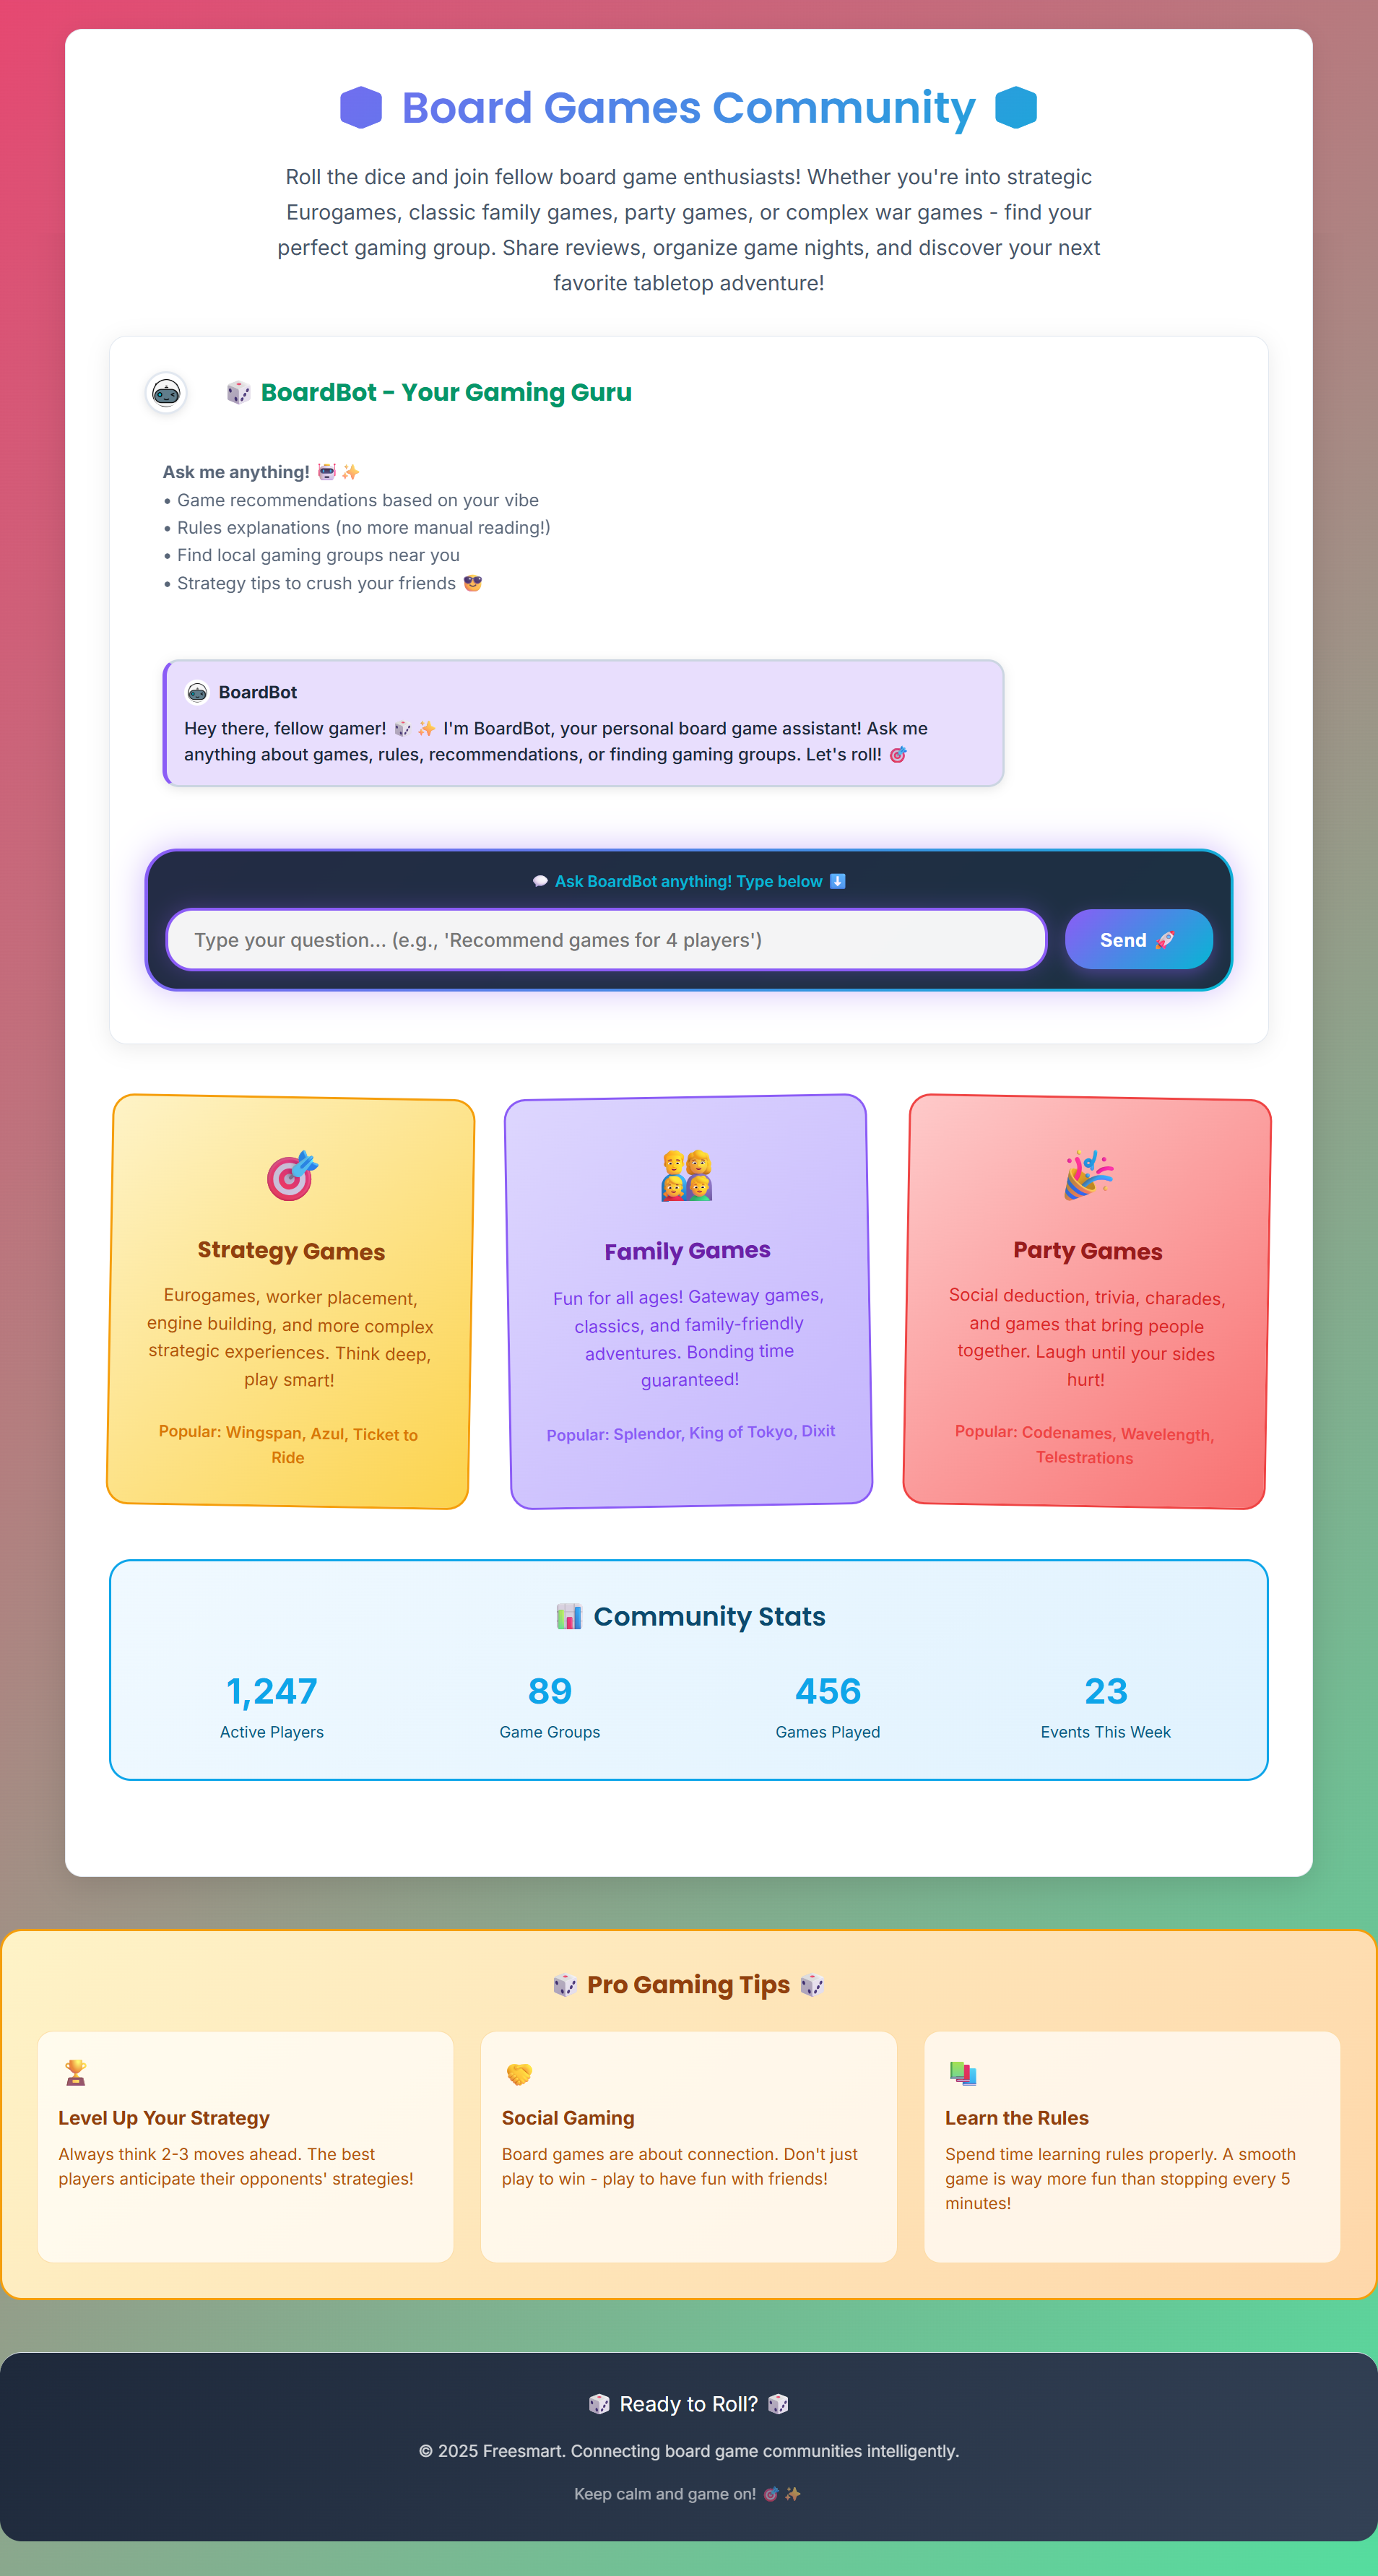 Board Games Community
Roll the dice and join fellow board game enthusiasts! Whether you're into strategic
Eurogames, classic family games, party games, or complex war games - find your
perfect gaming group. Share reviews, organize game nights, and discover your next
favorite tabletop adventure!
🎲 BoardBot - Your Gaming Guru
Ask me anything! 🤖✨
• Game recommendations based on your vibe
• Rules explanations (no more manual reading!)
• Find local gaming groups near you
• Strategy tips to crush your friends 😎
BoardBot
Hey there, fellow gamer! 🎲✨ I'm BoardBot, your personal board game assistant! Ask me
anything about games, rules, recommendations, or finding gaming groups. Let's roll! 🎯
💬 Ask BoardBot anything! Type below ⬇️
Type your question... (e.g., 'Recommend games for 4 players')
Send 🚀
Strategy Games
Eurogames, worker placement,
engine building, and more complex
strategic experiences. Think deep,
play smart!
Popular: Wingspan, Azul, Ticket to
Ride
Family Games
Fun for all ages! Gateway games,
classics, and family-friendly
adventures. Bonding time
guaranteed!
Popular: Splendor, King of Tokyo, Dixit
Party Games
Social deduction, trivia, charades,
and games that bring people
together. Laugh until your sides
hurt!
Popular: Codenames, Wavelength,
Telestrations
📊 Community Stats
1,247
Active Players
89
Game Groups
456
Games Played
23
Events This Week
🎲 Pro Gaming Tips 🎲
Level Up Your Strategy
Always think 2-3 moves ahead. The best
players anticipate their opponents' strategies!
Social Gaming
Board games are about connection. Don't just
play to win - play to have fun with friends!
Learn the Rules
Spend time learning rules properly. A smooth
game is way more fun than stopping every 5
minutes!
🎲 Ready to Roll? 🎲
© 2025 Freesmart. Connecting board game communities intelligently.
Keep calm and game on! 🎯✨